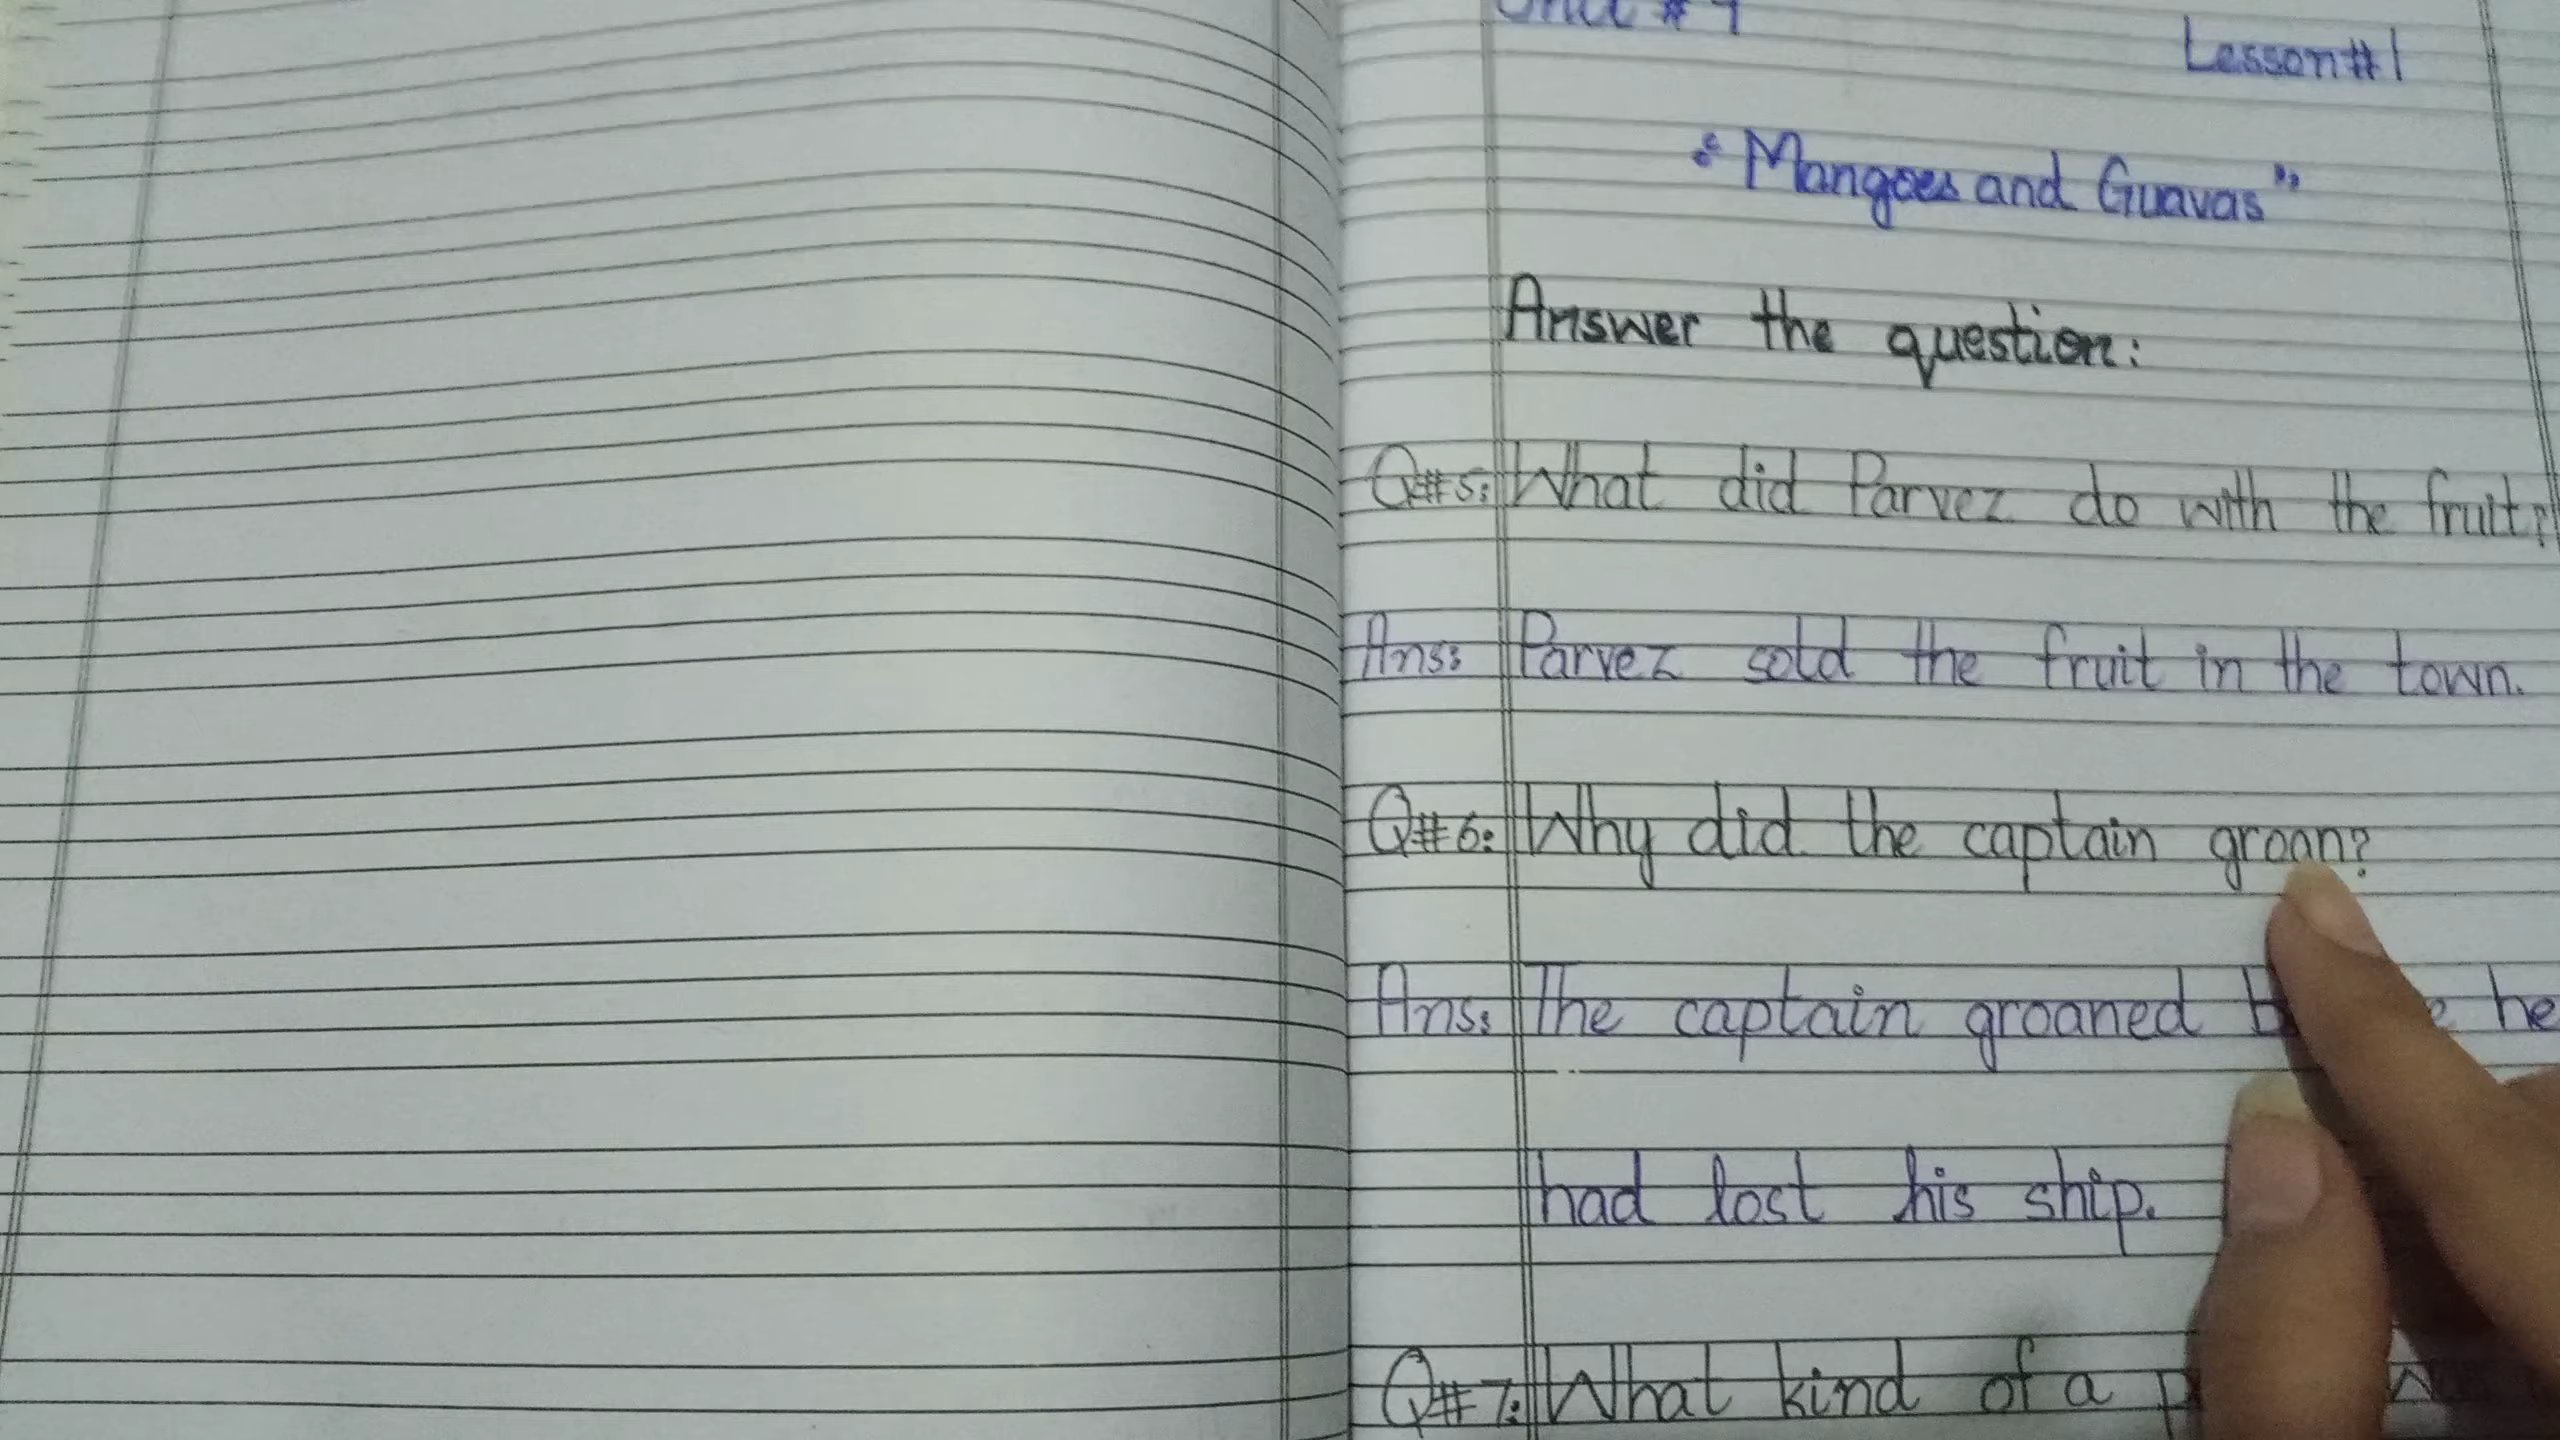 Lesson #1
"Mangoes and Guavas"
Answer the question:
Q#5: What did Parvez do with the fruit?
Ans: Parvez sold the fruit in the town.
Q#6: Why did the captain groan?
Ans: The captain groaned he
had lost his ship.
Q#7: What kind of a